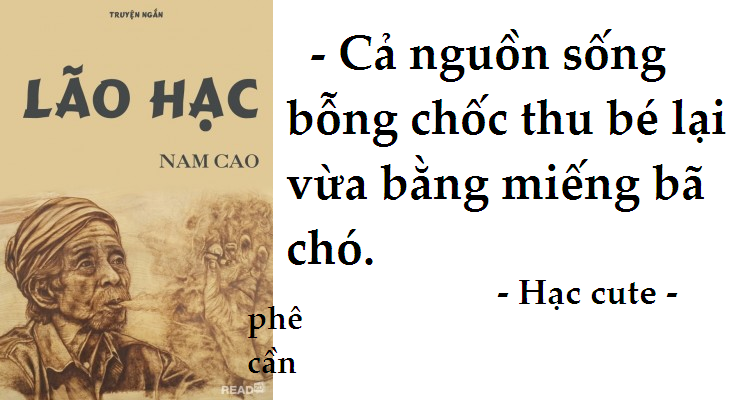 TRUYỆN NGẮN
LÃO HẠC
NAM CAO
- Cả nguồn sống
bỗng chốc thu bé lại
vừa bằng miếng bã
chó.
- Hạc cute -
phê
cần
READ